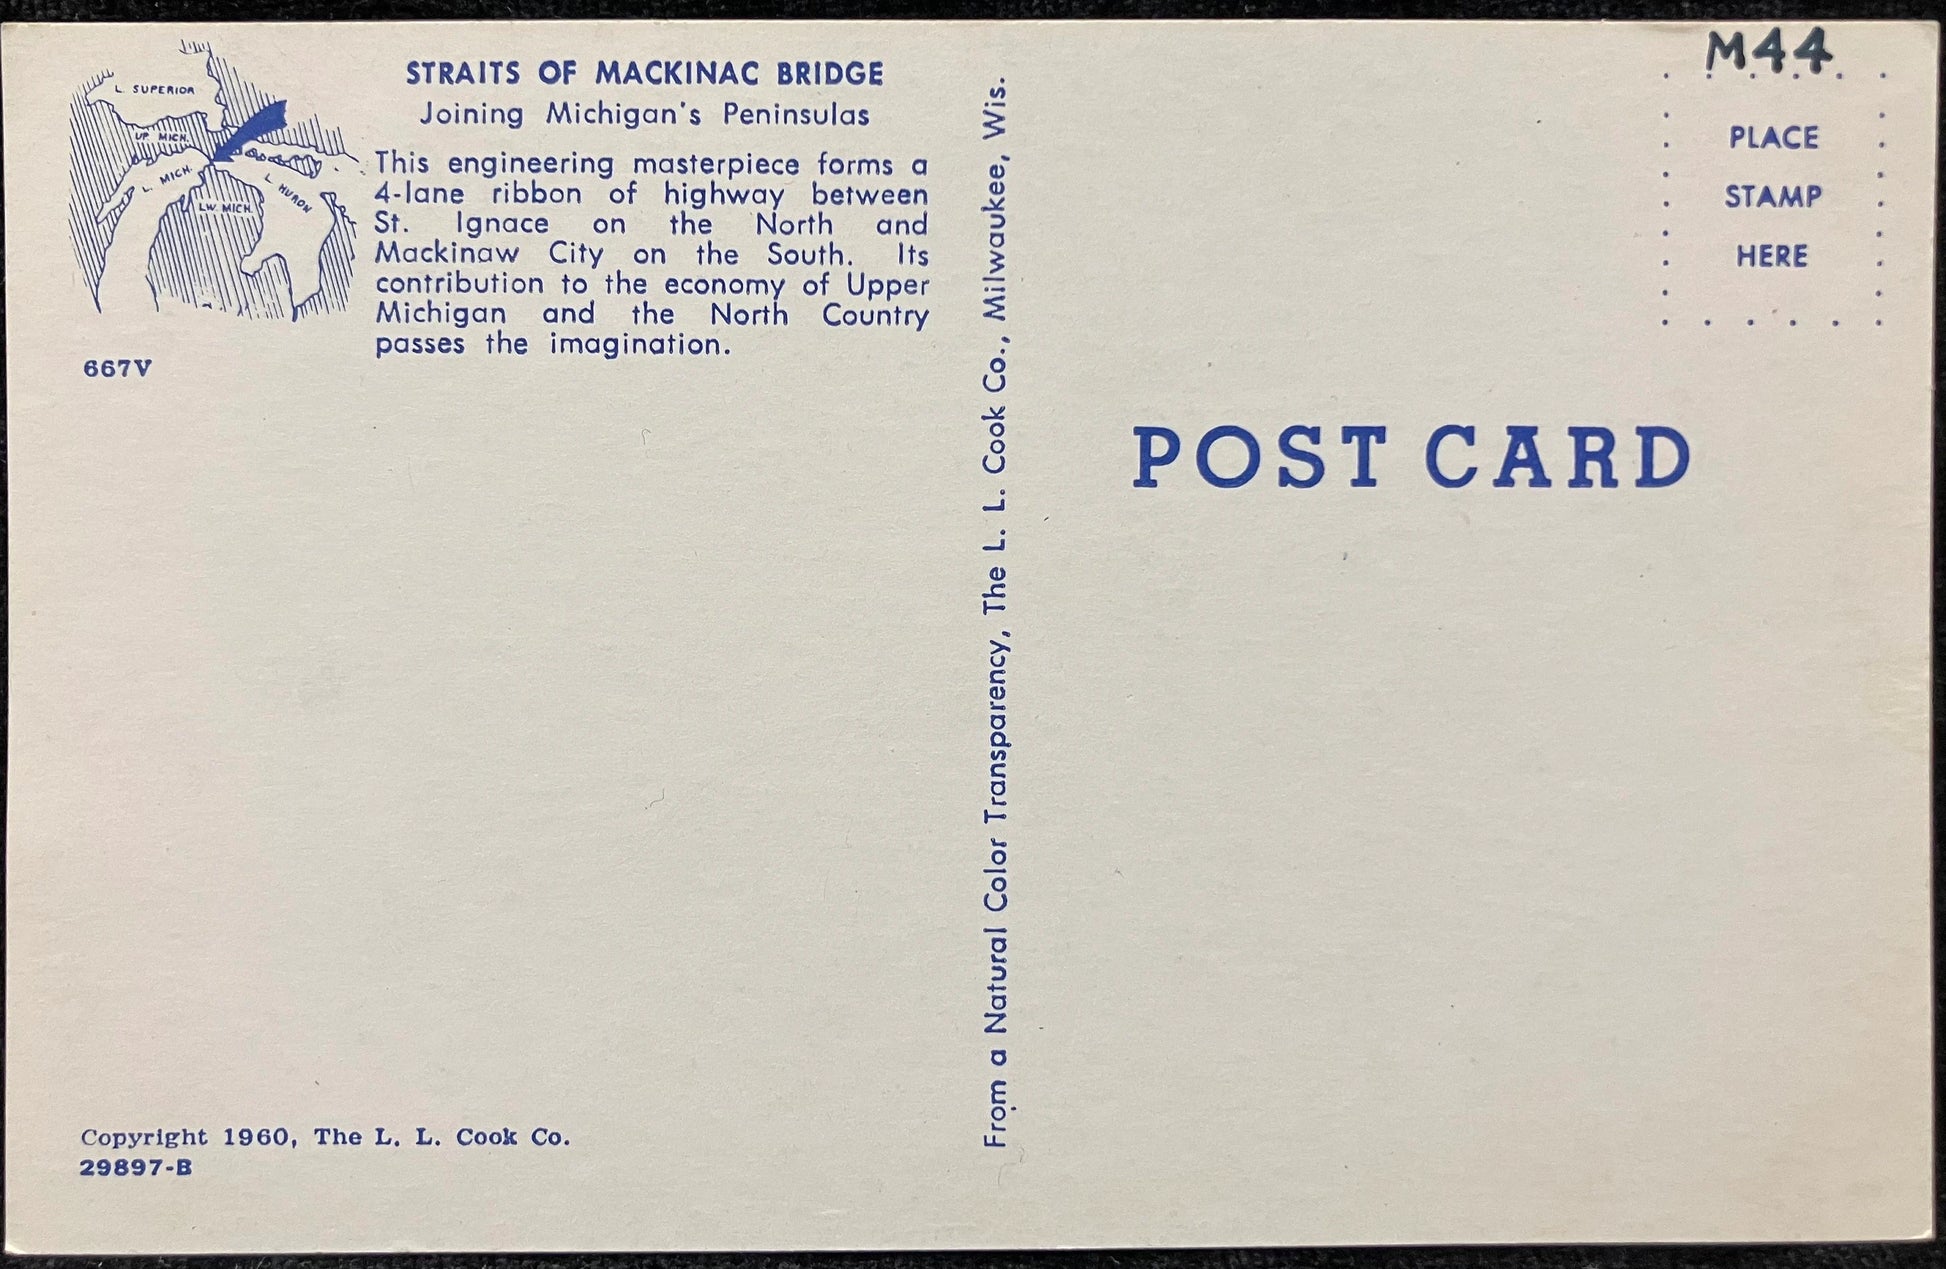 L. SUPERIOR
UP. MICH.
L. MICH.
L. HURON
LW. MICH.
STRAITS OF MACKINAC BRIDGE
Joining Michigan's Peninsulas
This engineering masterpiece forms a
4-lane ribbon of highway between
St. Ignace on the North and
Mackinaw City on the South. Its
contribution to the economy of Upper
Michigan and the North Country
passes the imagination.
667V
Copyright 1960, The L. L. Cook Co.
29897-B
From a Natural Color Transparency, The L. L. Cook Co., Milwaukee, Wis.
M44
PLACE
STAMP
HERE
POST CARD